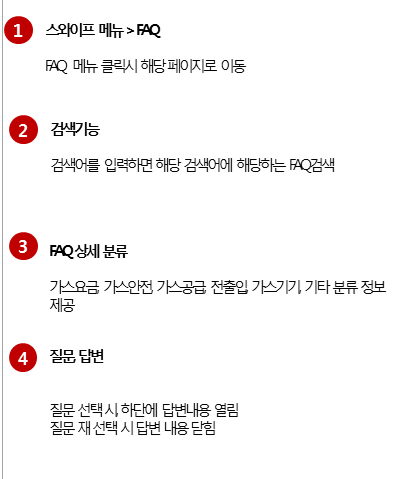 1 스와이프 메뉴 > FAQ
FAQ 메뉴 클릭시 해당 페이지로 이동
2 검색기능
검색어를 입력하면 해당 검색어에 해당하는 FAQ검색
3 FAQ 상세 분류
가스요금, 가스안전, 가스공급, 전출입, 가스기기, 기타 분류 정보
제공
4 질문, 답변
질문 선택 시, 하단에 답변내용 열림
질문 재 선택 시 답변 내용 닫힘